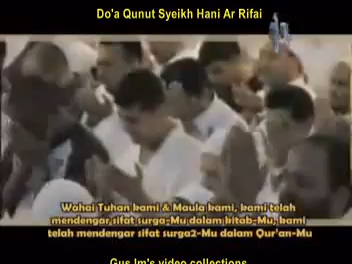 Do'a Qunut Syeikh Hani Ar Rifai
Wahai Tuhan kami & Maula kami, kami telah
mendengar sifat surga-Mu dalam kitab-Mu, kami
telah mendengar sifat surga2-Mu dalam Qur'an-Mu
Gus Im's video collections